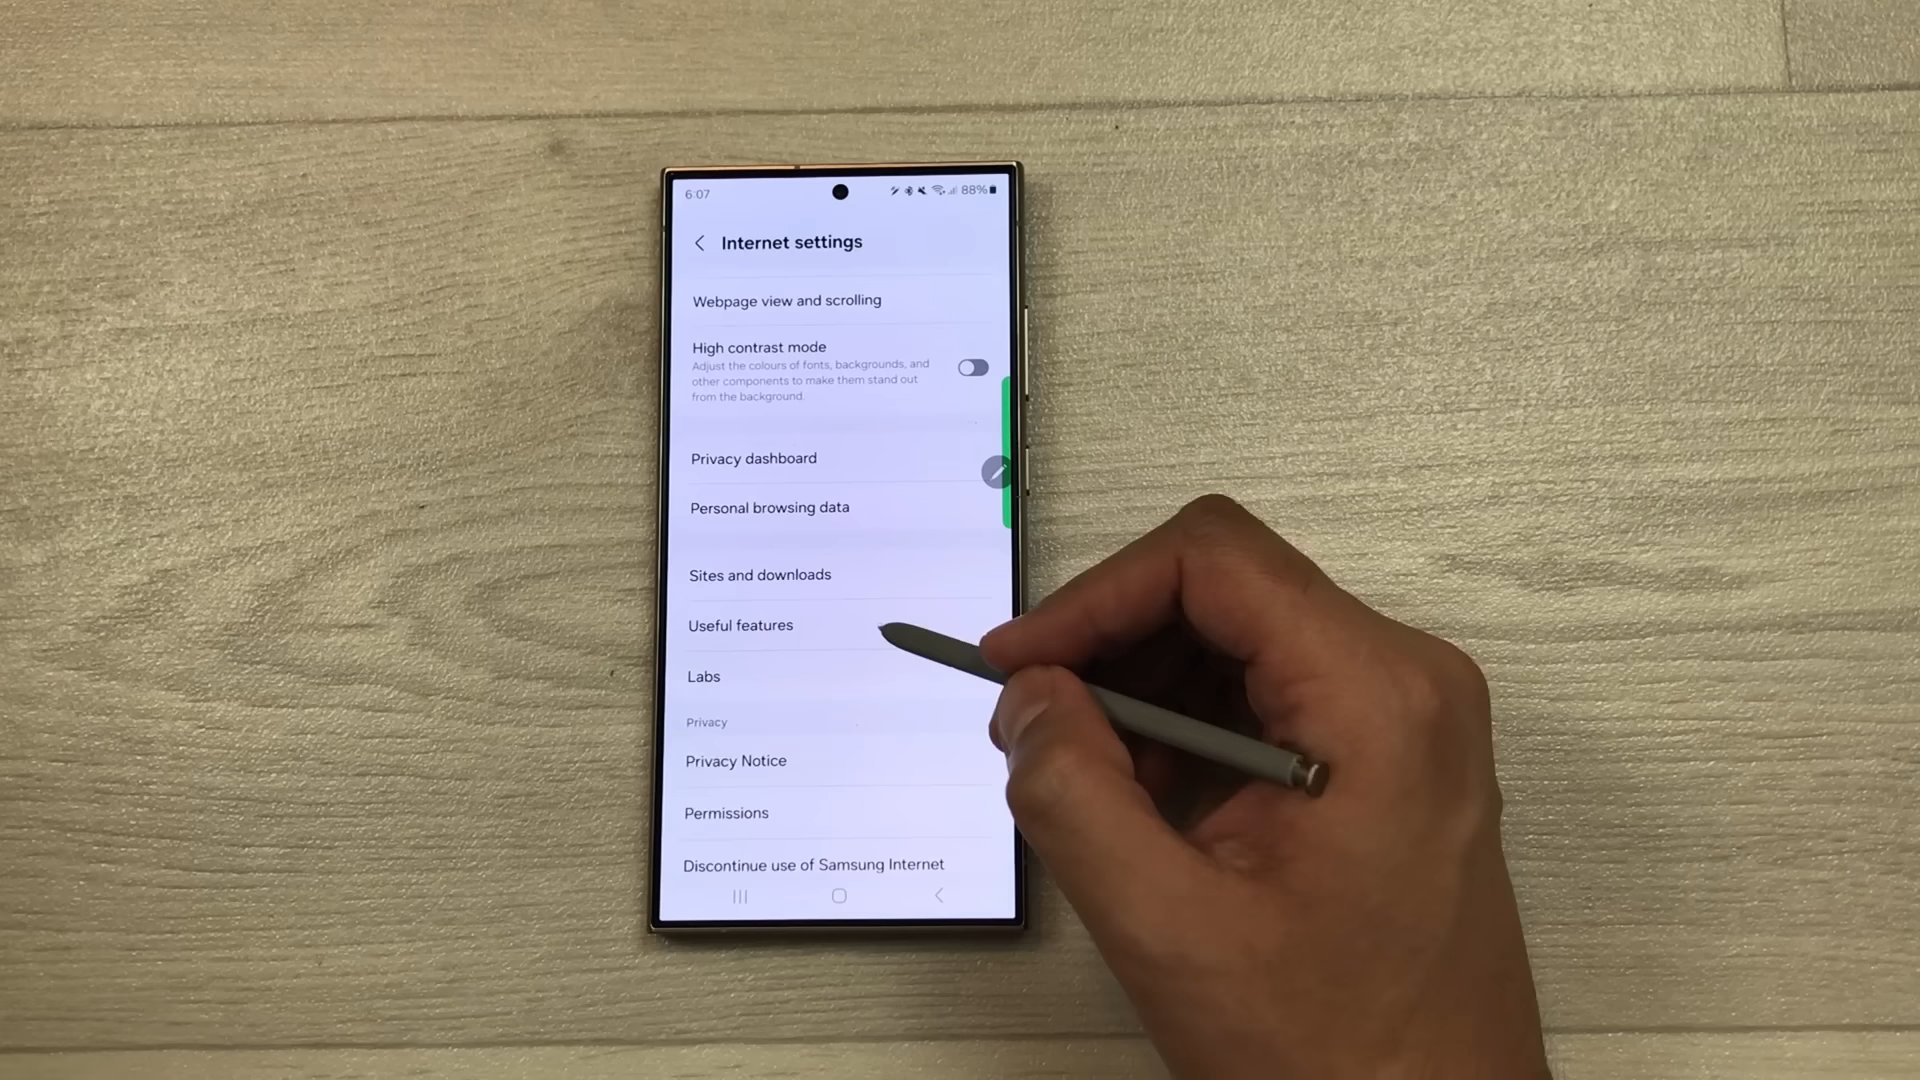 6:07
88%
Internet settings
Webpage view and scrolling
High contrast mode
Adjust the colours of fonts, backgrounds, and
other components to make them stand out
from the background.
Privacy dashboard
Personal browsing data
Sites and downloads
Useful features
Labs
Privacy
Privacy Notice
Permissions
Discontinue use of Samsung Internet